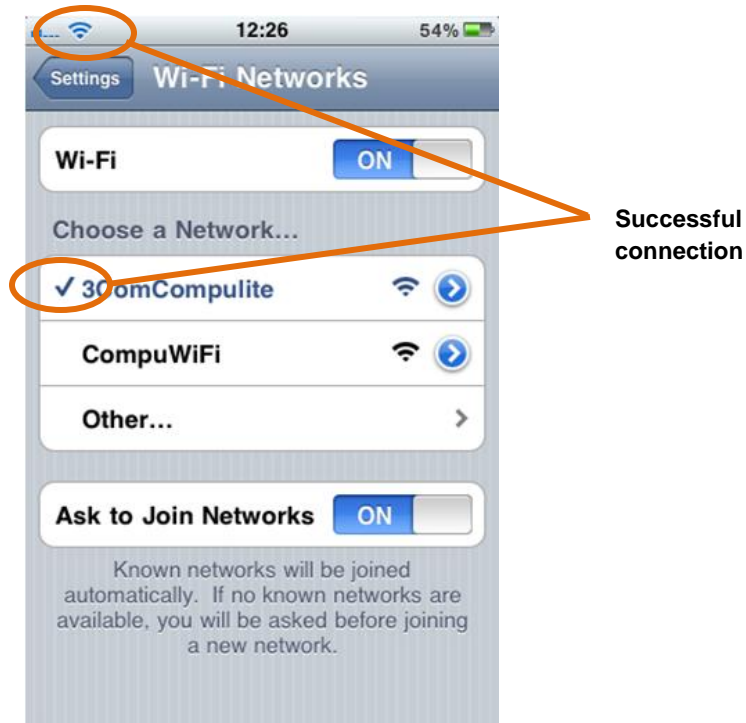 12:26 54%
Settings Wi-Fi Networks
Wi-Fi ON
Choose a Network...
✓ 3ComCompulite
CompuWiFi
Other...
Ask to Join Networks ON
Known networks will be joined
automatically. If no known networks are
available, you will be asked before joining
a new network.
Successful
connection